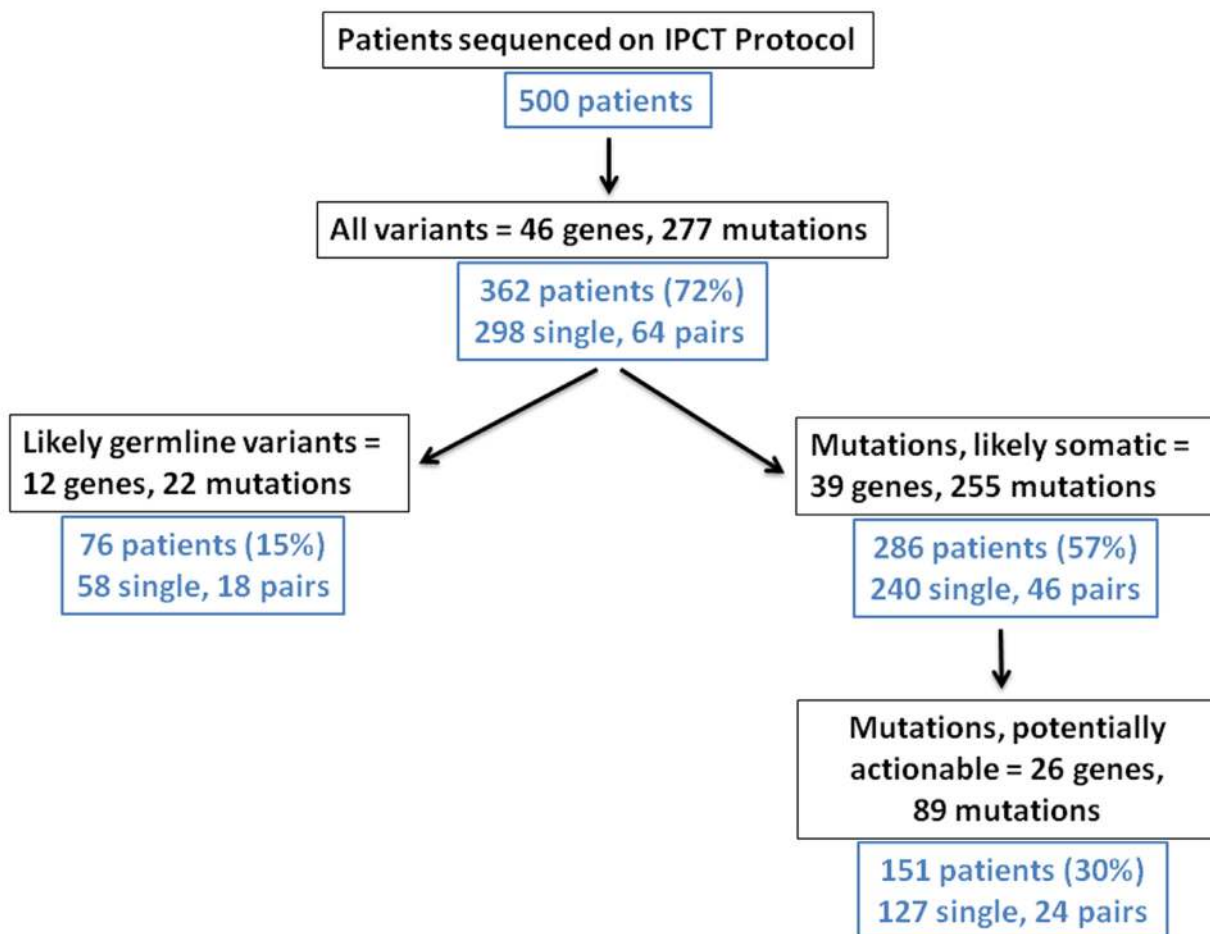 Patients sequenced on IPCT Protocol
500 patients
All variants = 46 genes, 277 mutations
362 patients (72%)
298 single, 64 pairs
Likely germline variants =
12 genes, 22 mutations
76 patients (15%)
58 single, 18 pairs
Mutations, likely somatic =
39 genes, 255 mutations
286 patients (57%)
240 single, 46 pairs
Mutations, potentially
actionable = 26 genes,
89 mutations
151 patients (30%)
127 single, 24 pairs